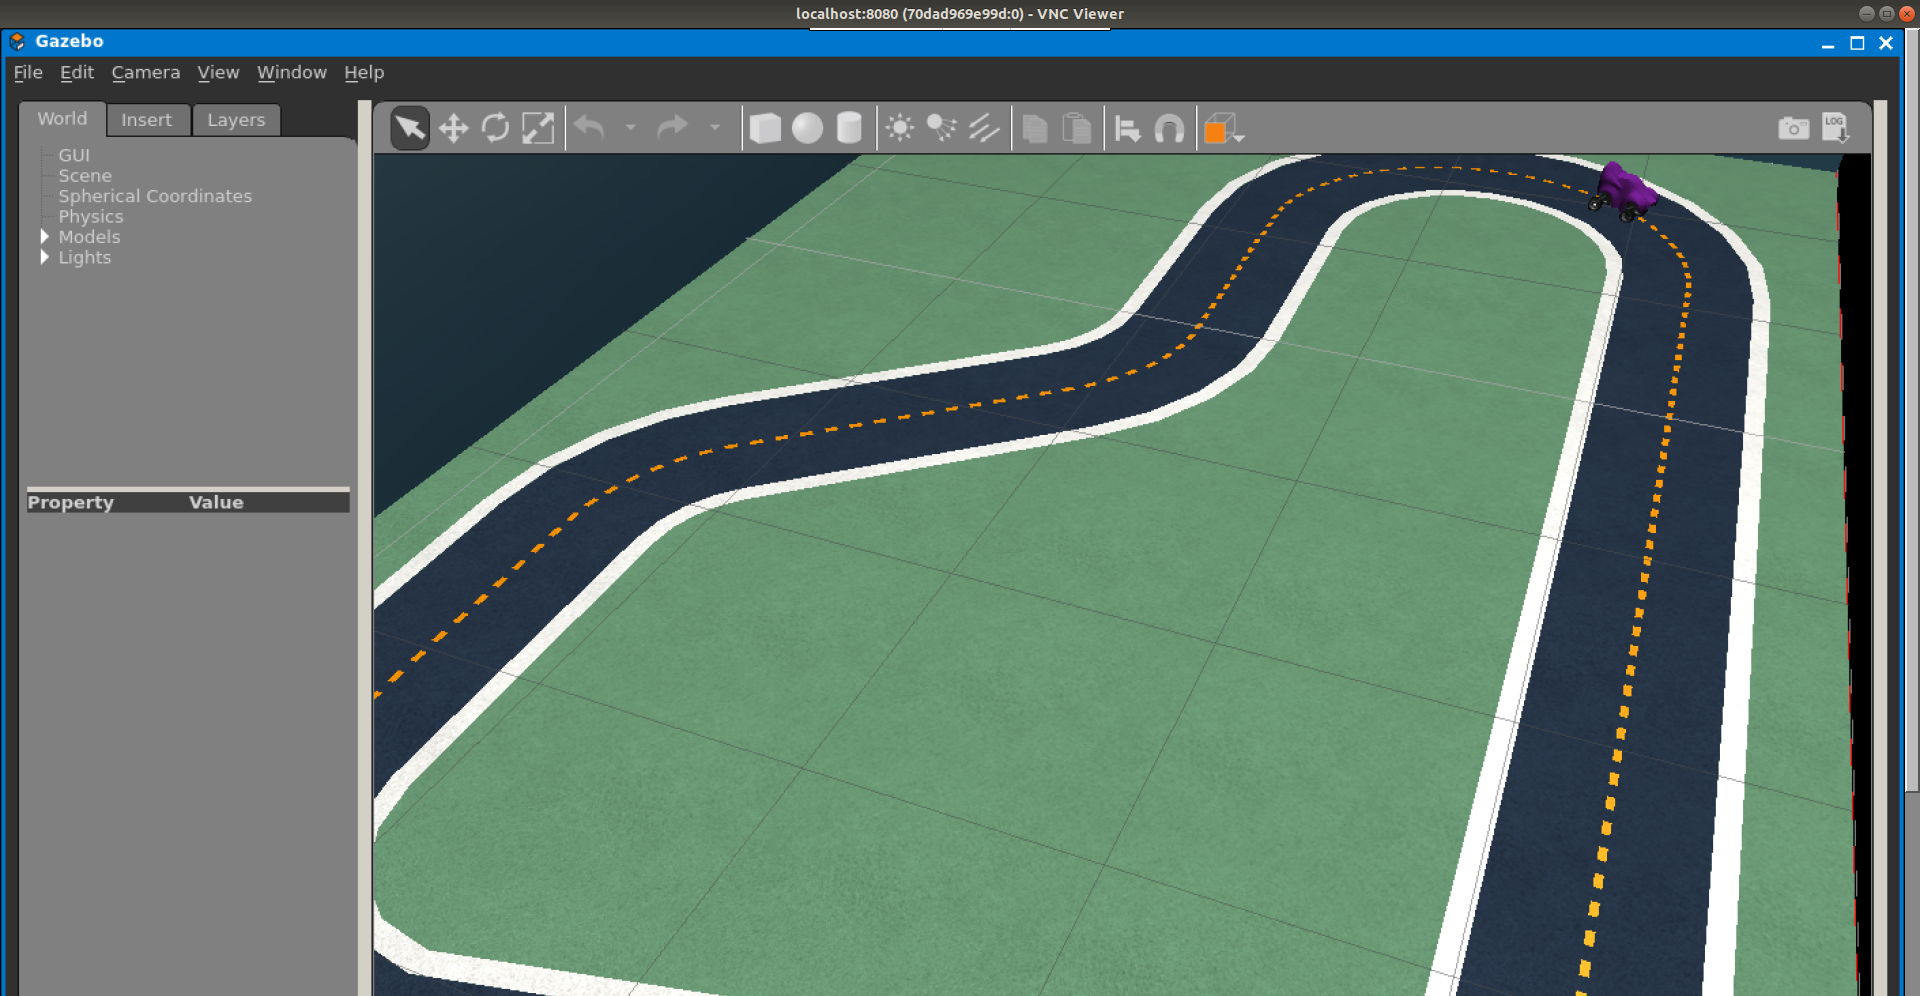 localhost:8080 (70dad969e99d:0) - VNC Viewer
Gazebo
File Edit Camera View Window Help
World Insert Layers
LOG
GUI
Scene
Spherical Coordinates
Physics
Models
Lights
Property Value